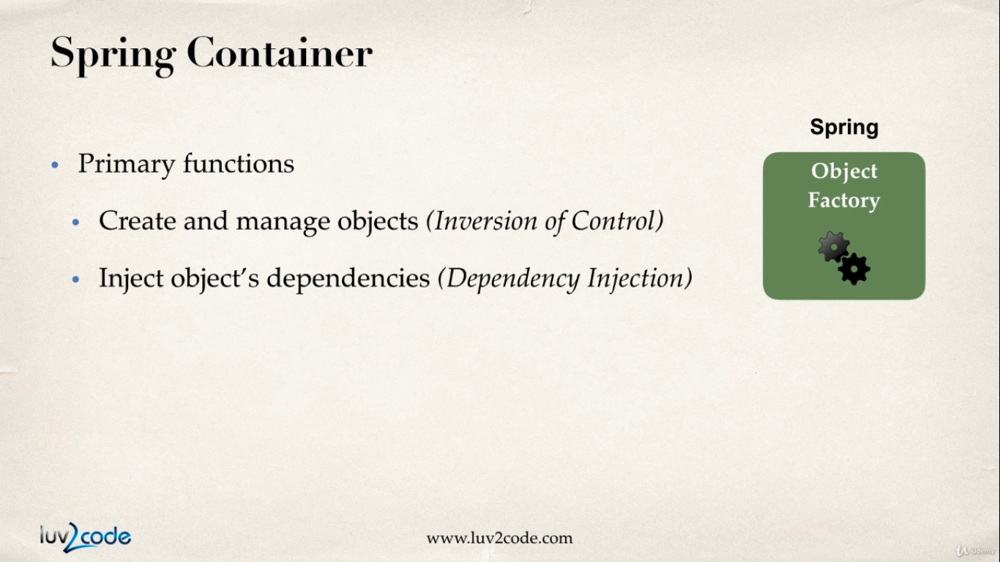 Spring Container
Spring
Object
Factory
• Primary functions
• Create and manage objects (Inversion of Control)
• Inject object’s dependencies (Dependency Injection)
luv2code
www.luv2code.com
Udemy